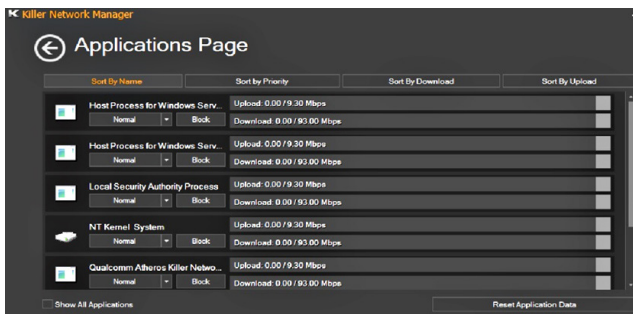 Killer Network Manager
Applications Page
Sort By Name Sort by Priority Sort By Download Sort By Upload
Host Process for Windows Serv... Upload: 0.00 / 9.30 Mbps
Normal Block Download: 0.00 / 93.00 Mbps
Host Process for Windows Serv... Upload: 0.00 / 9.30 Mbps
Normal Block Download: 0.00 / 93.00 Mbps
Local Security Authority Process Upload: 0.00 / 9.30 Mbps
Normal Block Download: 0.00 / 93.00 Mbps
NT Kernel System Upload: 0.00 / 9.30 Mbps
Normal Block Download: 0.00 / 93.00 Mbps
Qualcomm Atheros Killer Netwo... Upload: 0.00 / 9.30 Mbps
Normal Block Download: 0.00 / 93.00 Mbps
Show All Applications Reset Application Data